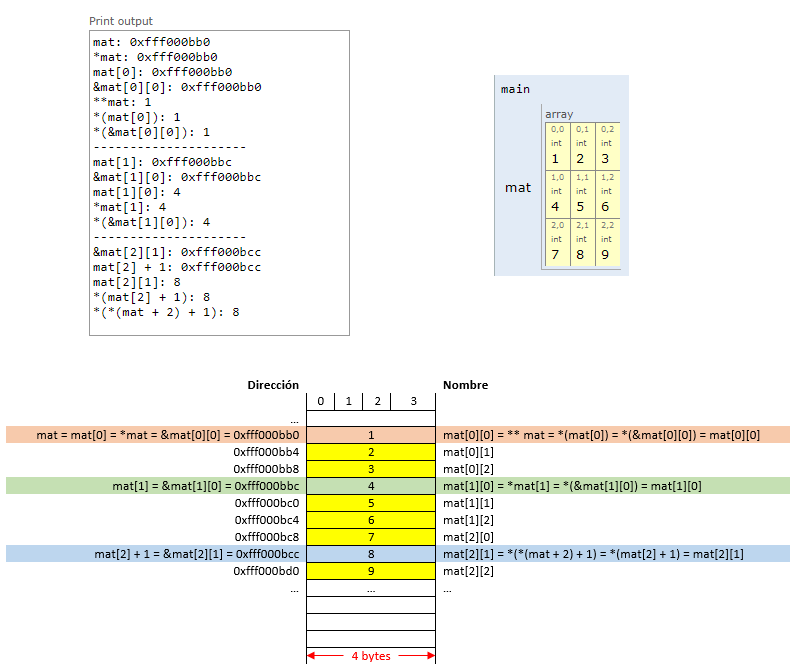 Print output
mat: 0xfff000bb0
*mat: 0xfff000bb0
mat[0]: 0xfff000bb0
&mat[0][0]: 0xfff000bb0
**mat: 1
*(mat[0]): 1
*(&mat[0][0]): 1
---------------------
mat[1]: 0xfff000bbc
&mat[1][0]: 0xfff000bbc
mat[1][0]: 4
*mat[1]: 4
*(&mat[1][0]): 4
---------------------
&mat[2][1]: 0xfff000bcc
mat[2] + 1: 0xfff000bcc
mat[2][1]: 8
*(mat[2] + 1): 8
*(*(mat + 2) + 1): 8
main
array
0,0 0,1 0,2
int int int
1 2 3
mat
1,0 1,1 1,2
int int int
4 5 6
2,0 2,1 2,2
int int int
7 8 9
Dirección Nombre
0 1 2 3
...
mat = mat[0] = *mat = &mat[0][0] = 0xfff000bb0 1 mat[0][0] = ** mat = *(mat[0]) = *(&mat[0][0]) = mat[0][0]
0xfff000bb4 2 mat[0][1]
0xfff000bb8 3 mat[0][2]
mat[1] = &mat[1][0] = 0xfff000bbc 4 mat[1][0] = *mat[1] = *(&mat[1][0]) = mat[1][0]
0xfff000bc0 5 mat[1][1]
0xfff000bc4 6 mat[1][2]
0xfff000bc8 7 mat[2][0]
mat[2] + 1 = &mat[2][1] = 0xfff000bcc 8 mat[2][1] = *(*(mat + 2) + 1) = *(mat[2] + 1) = mat[2][1]
0xfff000bd0 9 mat[2][2]
... ... ...
4 bytes